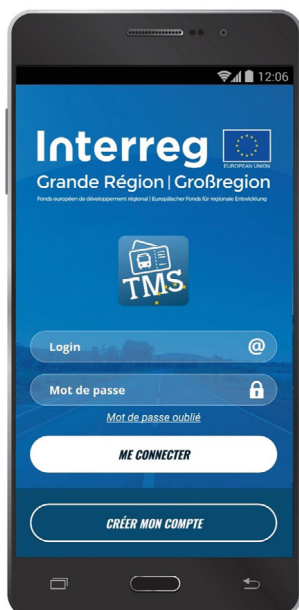 12:06
Interreg
EUROPEAN UNION
Grande Région | Großregion
Fonds européen de développement régional | Europäischer Fonds für regionale Entwicklung
TMS
Login @
Mot de passe
Mot de passe oublié
ME CONNECTER
CRÉER MON COMPTE